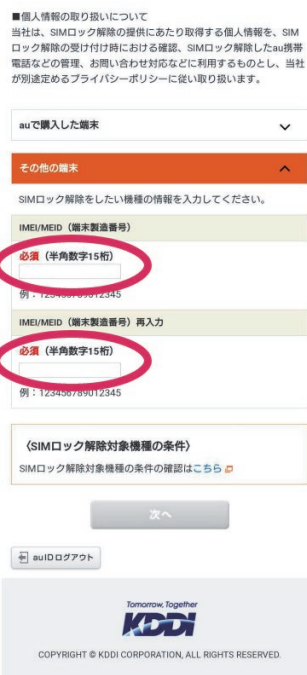 ■個人情報の取り扱いについて
当社は、SIMロック解除の提供にあたり取得する個人情報を、SIM
ロック解除の受け付け時における確認、SIMロック解除したau携帯
電話などの管理、お問い合わせ対応などに利用するものとし、当社
が別途定めるプライバシーポリシーに従い取り扱います。
auで購入した端末
その他の端末
SIMロック解除をしたい機種の情報を入力してください。
IMEI/MEID（端末製造番号）
必須（半角数字15桁）
例：123456789012345
IMEI/MEID（端末製造番号）再入力
必須（半角数字15桁）
例：123456789012345
〈SIMロック解除対象機種の条件〉
SIMロック解除対象機種の条件の確認はこちら
次へ
auIDログアウト
Tomorrow, Together
KDDI
COPYRIGHT © KDDI CORPORATION, ALL RIGHTS RESERVED.